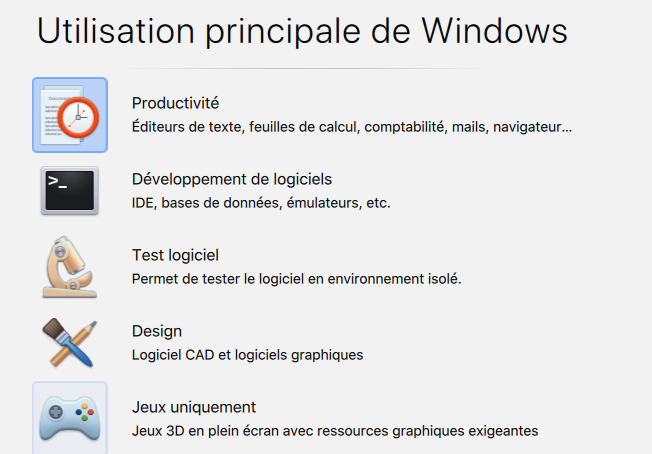 Utilisation principale de Windows
Productivité
Éditeurs de texte, feuilles de calcul, comptabilité, mails, navigateur...
Développement de logiciels
>_
IDE, bases de données, émulateurs, etc.
Test logiciel
Permet de tester le logiciel en environnement isolé.
Design
Logiciel CAD et logiciels graphiques
Jeux uniquement
Jeux 3D en plein écran avec ressources graphiques exigeantes